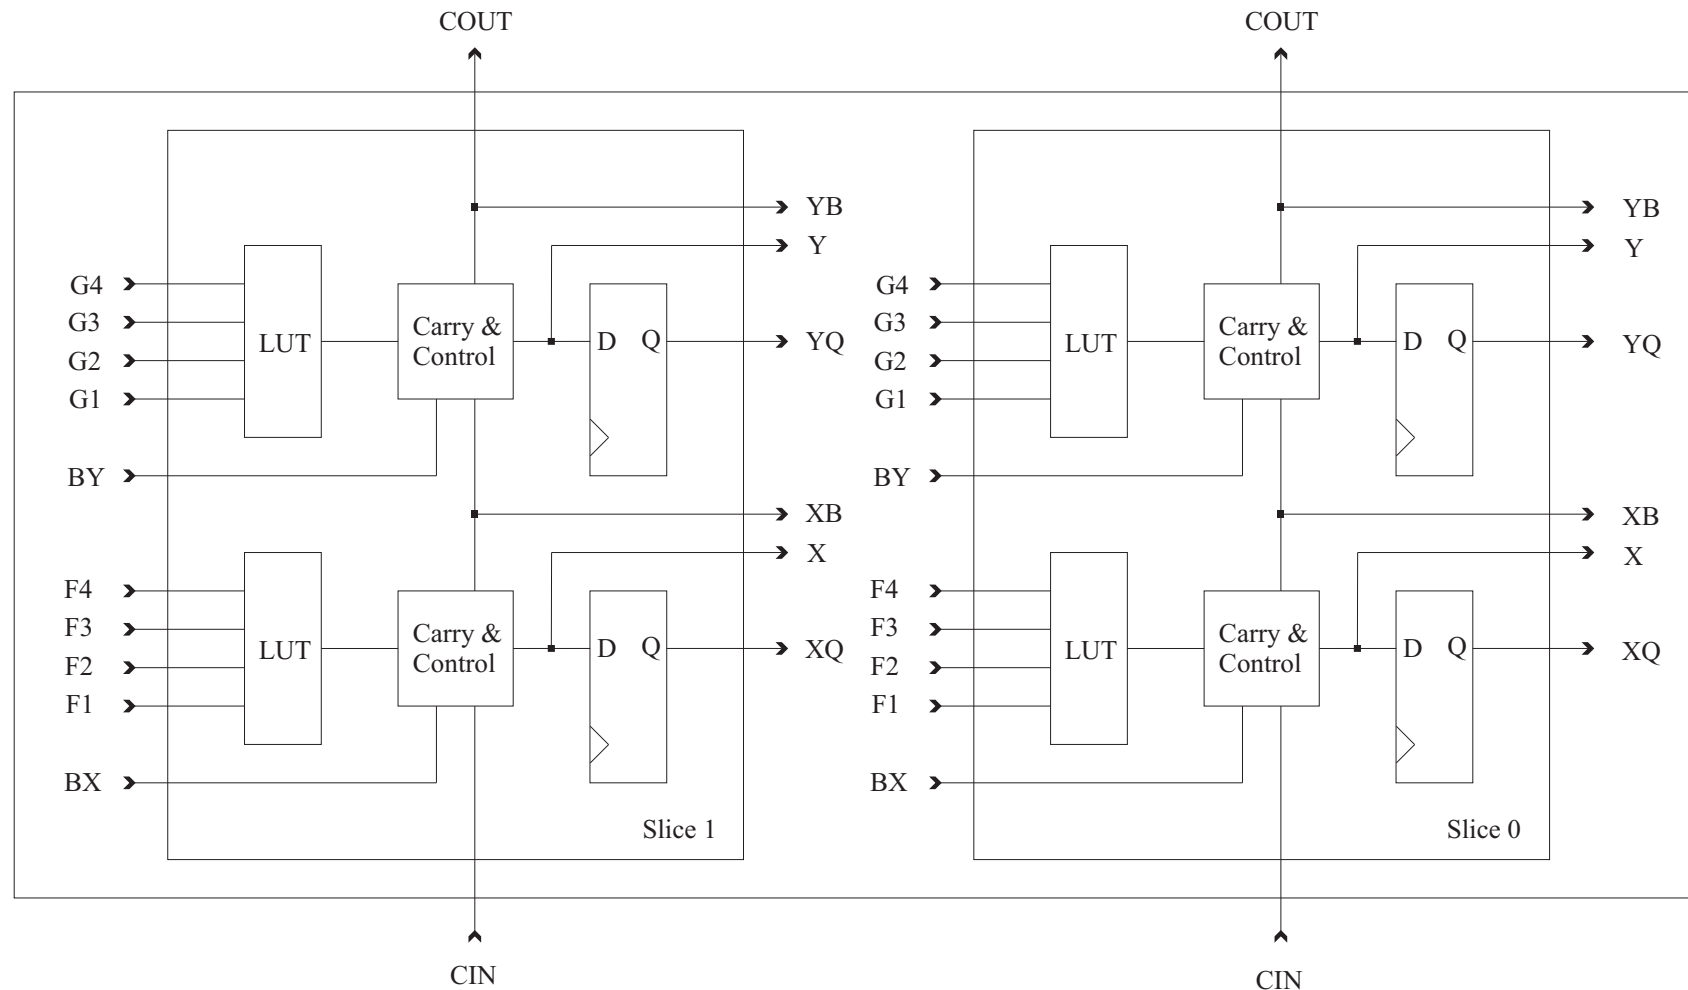 COUT
COUT
YB
Y
G4
G3
G2
G1
LUT
Carry &
Control
D
Q
YQ
BY
XB
X
F4
F3
F2
F1
LUT
Carry &
Control
D
Q
XQ
BX
Slice 1
CIN
YB
Y
G4
G3
G2
G1
LUT
Carry &
Control
D
Q
YQ
BY
XB
X
F4
F3
F2
F1
LUT
Carry &
Control
D
Q
XQ
BX
Slice 0
CIN